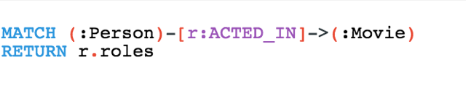 MATCH (:Person)-[r:ACTED_IN]->(:Movie)
RETURN r.roles